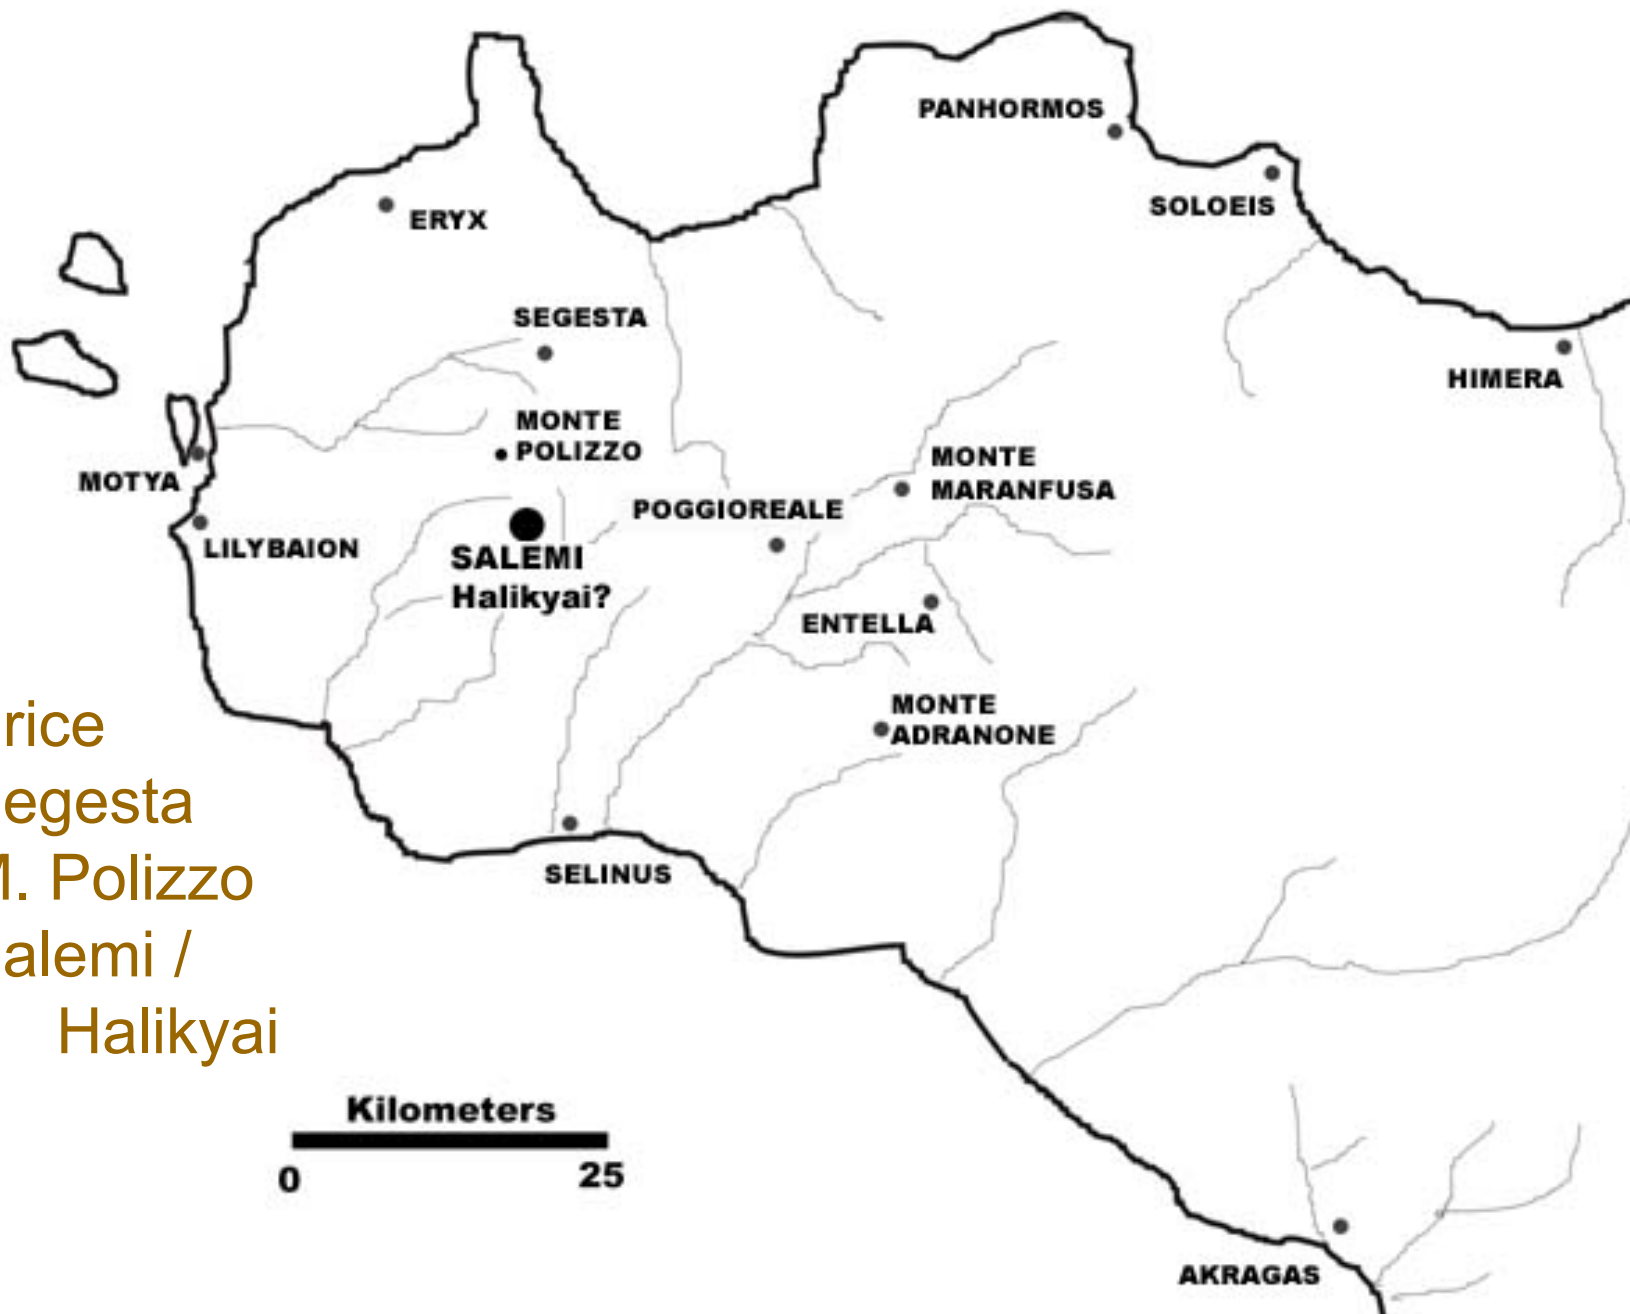 PANHORMOS
SOLOEIS
ERYX
SEGESTA
HIMERA
MONTE
POLIZZO
MONTE
MARANFUSA
MOTYA
POGGIOREALE
LILYBAION
SALEMI
Halikyai?
ENTELLA
MONTE
ADRANONE
rice
egesta
M. Polizzo
alemi /
Halikyai
SELINUS
Kilometers
0 25
AKRAGAS